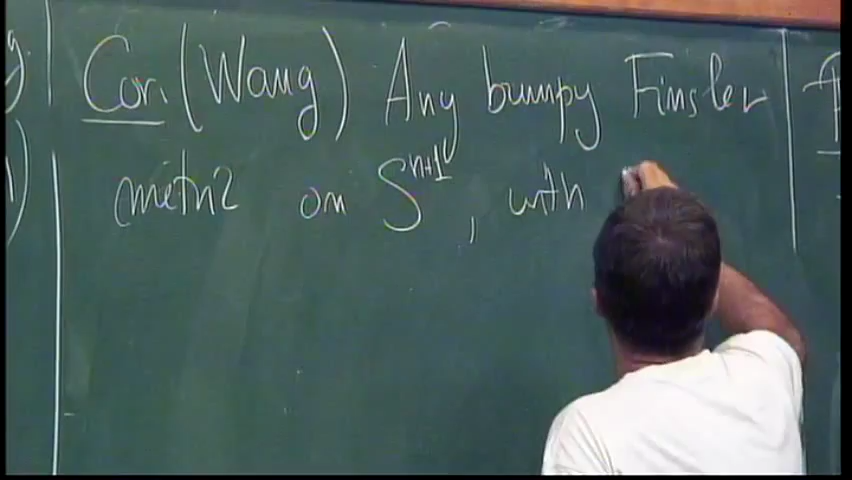 Cor. (Wang) Any bumpy Finsler
metric on S^{n+1}, with